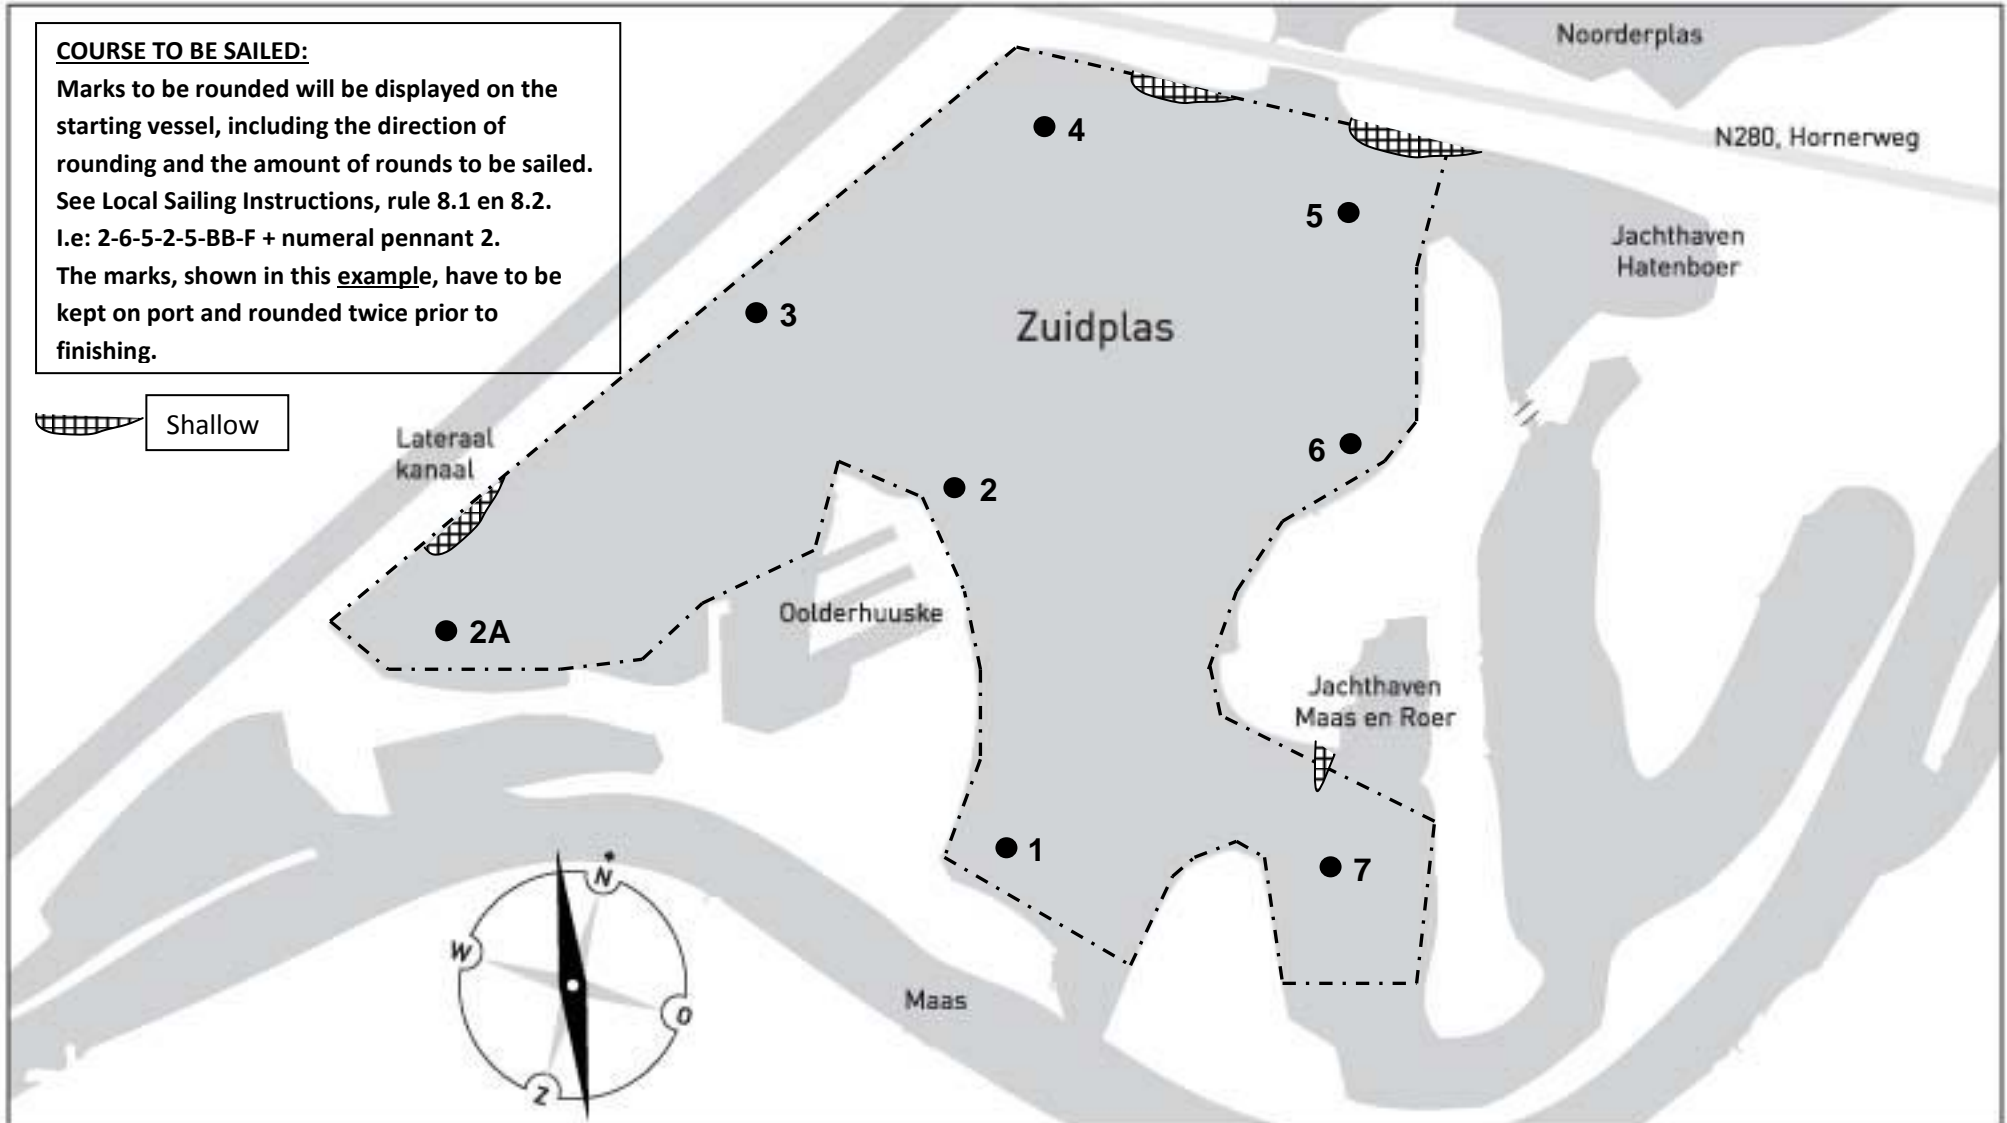 COURSE TO BE SAILED:
Marks to be rounded will be displayed on the
starting vessel, including the direction of
rounding and the amount of rounds to be sailed.
See Local Sailing Instructions, rule 8.1 en 8.2.
I.e: 2-6-5-2-5-BB-F + numeral pennant 2.
The marks, shown in this example, have to be
kept on port and rounded twice prior to
finishing.
Shallow
Noorderplas
N280, Hornerweg
4
5
Jachthaven
Hatenboer
3
Zuidplas
Lateraal
kanaal
6
2
Oolderhuuske
2A
Jachthaven
Maas en Roer
1
7
N
W
O
Z
Maas